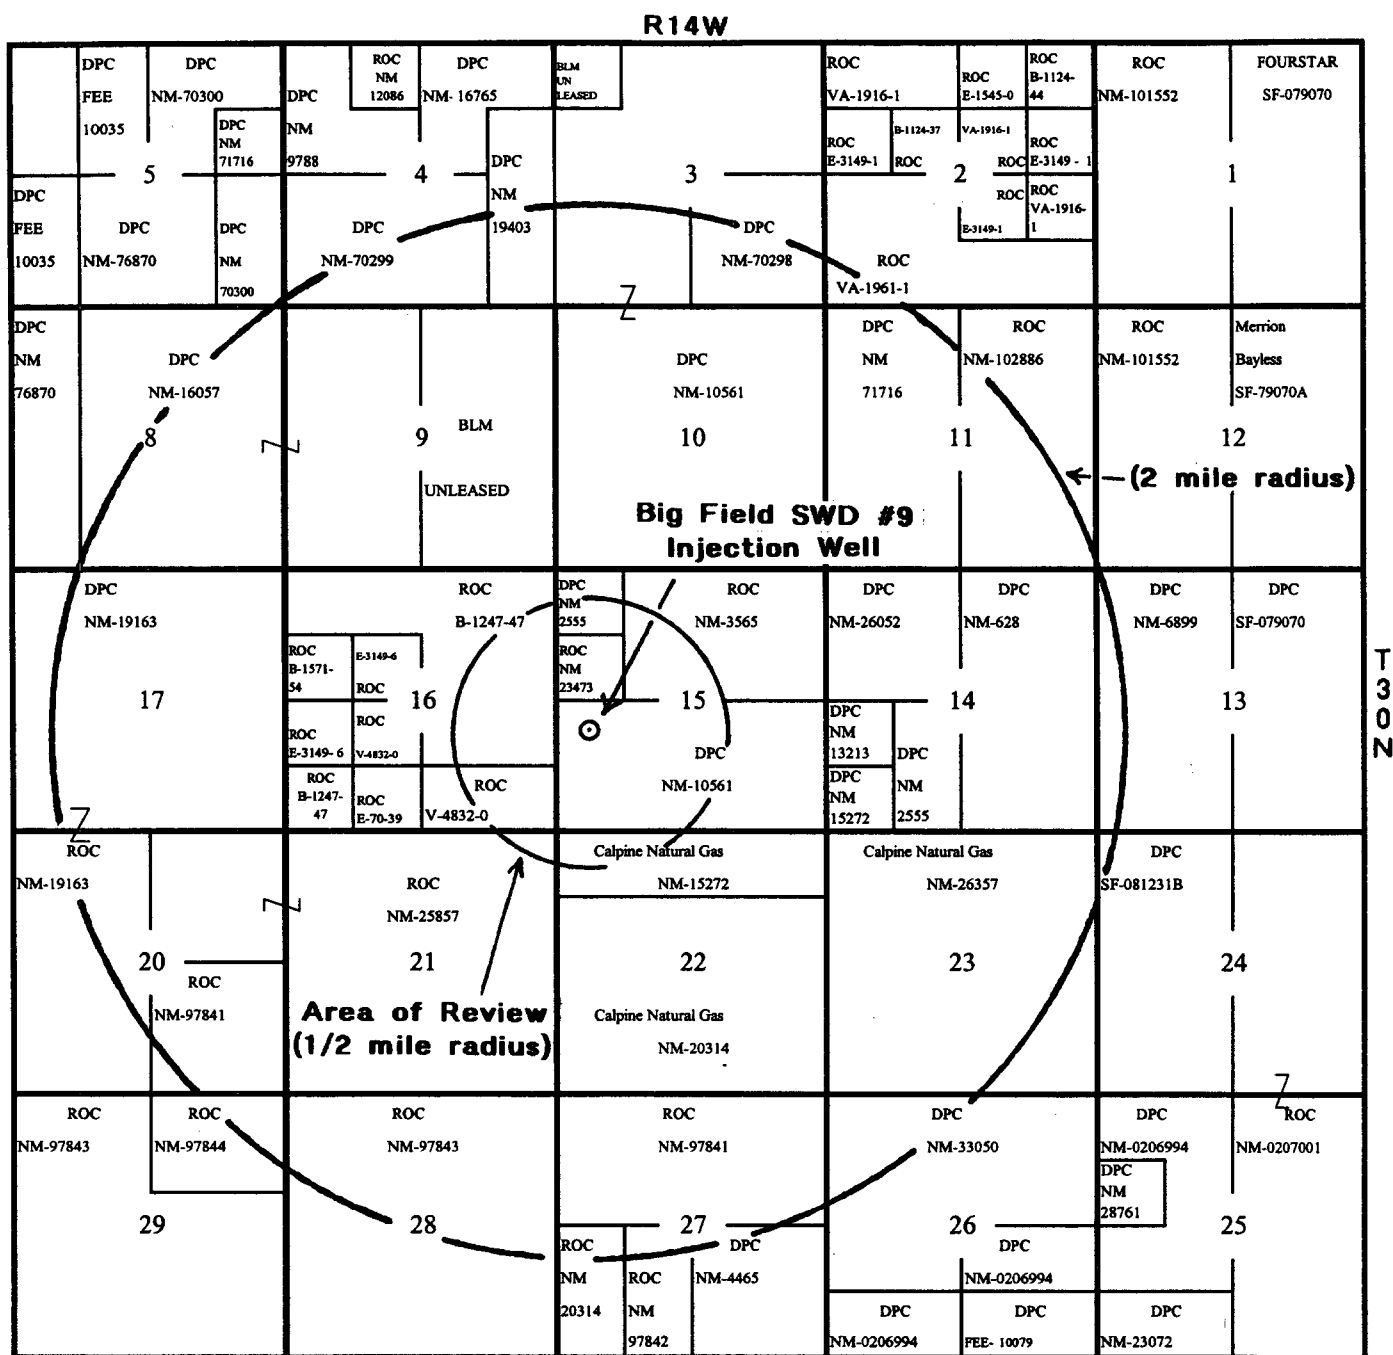 R14W
DPC
FEE
10035
DPC
NM-70300
DPC
NM
71716
5
DPC
FEE
10035
DPC
NM-76870
DPC
NM
70300
DPC
NM
9788
ROC
NM
12086
DPC
NM- 16765
4
DPC
NM
19403
DPC
NM-70299
BLM
UN
LEASED
3
DPC
NM-70298
ROC
VA-1916-1
ROC
E-1545-0
ROC
B-1124-
44
ROC
E-3149-1
B-1124-37
ROC
VA-1916-1
ROC
ROC
E-3149 - 1
2
ROC
E-3149-1
ROC
VA-1916-
1
ROC
VA-1961-1
ROC
NM-101552
1
FOURSTAR
SF-079070
DPC
NM
76870
DPC
NM-16057
8
9
BLM
UNLEASED
DPC
NM-10561
10
DPC
NM
71716
ROC
NM-102886
11
ROC
NM-101552
Merrion
Bayless
SF-79070A
12
(2 mile radius)
Big Field SWD #9
Injection Well
DPC
NM-19163
17
ROC
B-1247-47
ROC
B-1571-
54
E-3149-6
ROC
16
ROC
E-3149- 6
ROC
V-4832-0
ROC
B-1247-
47
ROC
E-70-39
ROC
V-4832-0
DPC
NM
2555
ROC
NM-3565
ROC
NM
23473
15
DPC
NM-10561
DPC
NM-26052
DPC
NM-628
14
DPC
NM
13213
DPC
NM
15272
DPC
NM
2555
DPC
NM-6899
DPC
SF-079070
13
T
3
0
N
ROC
NM-19163
20
ROC
NM-97841
ROC
NM-25857
21
Area of Review
(1/2 mile radius)
Calpine Natural Gas
NM-15272
22
Calpine Natural Gas
NM-20314
Calpine Natural Gas
NM-26357
23
DPC
SF-081231B
24
ROC
NM-97843
ROC
NM-97844
29
ROC
NM-97843
28
ROC
NM-97841
27
ROC
NM
20314
ROC
NM
97842
DPC
NM-4465
DPC
NM-33050
26
DPC
NM-0206994
DPC
NM-0206994
DPC
FEE- 10079
DPC
NM-0206994
DPC
NM
28761
ROC
NM-0207001
25
DPC
NM-23072